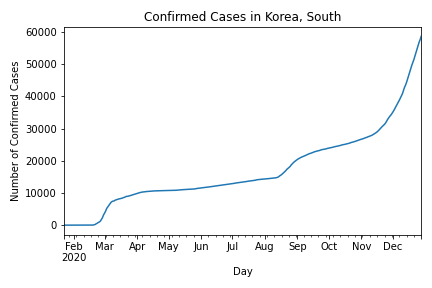 Confirmed Cases in Korea, South
Number of Confirmed Cases
60000
50000
40000
30000
20000
10000
0
Feb Mar Apr May Jun Jul Aug Sep Oct Nov Dec
2020
Day